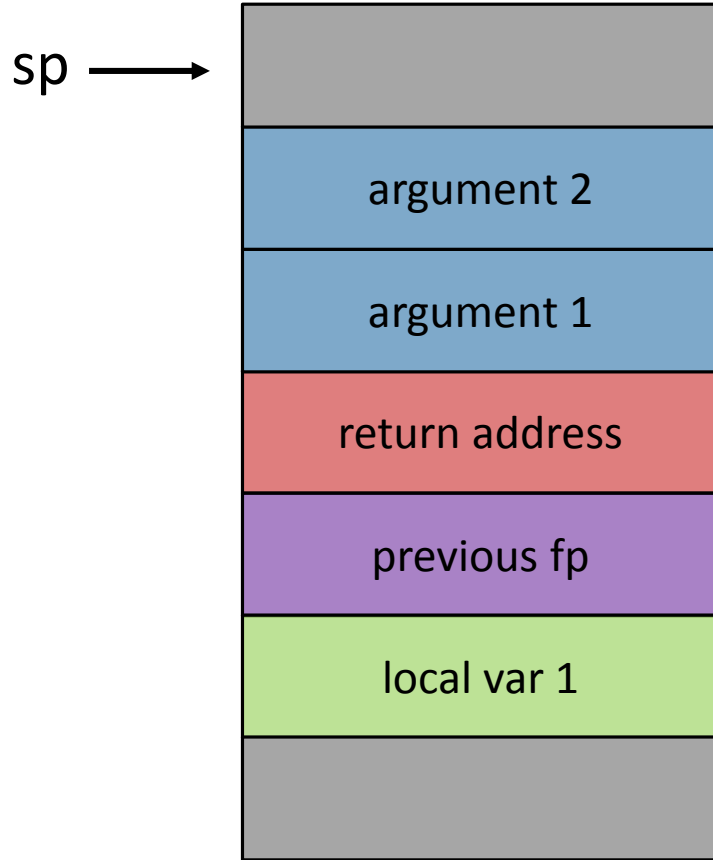 sp
argument 2
argument 1
return address
previous fp
local var 1